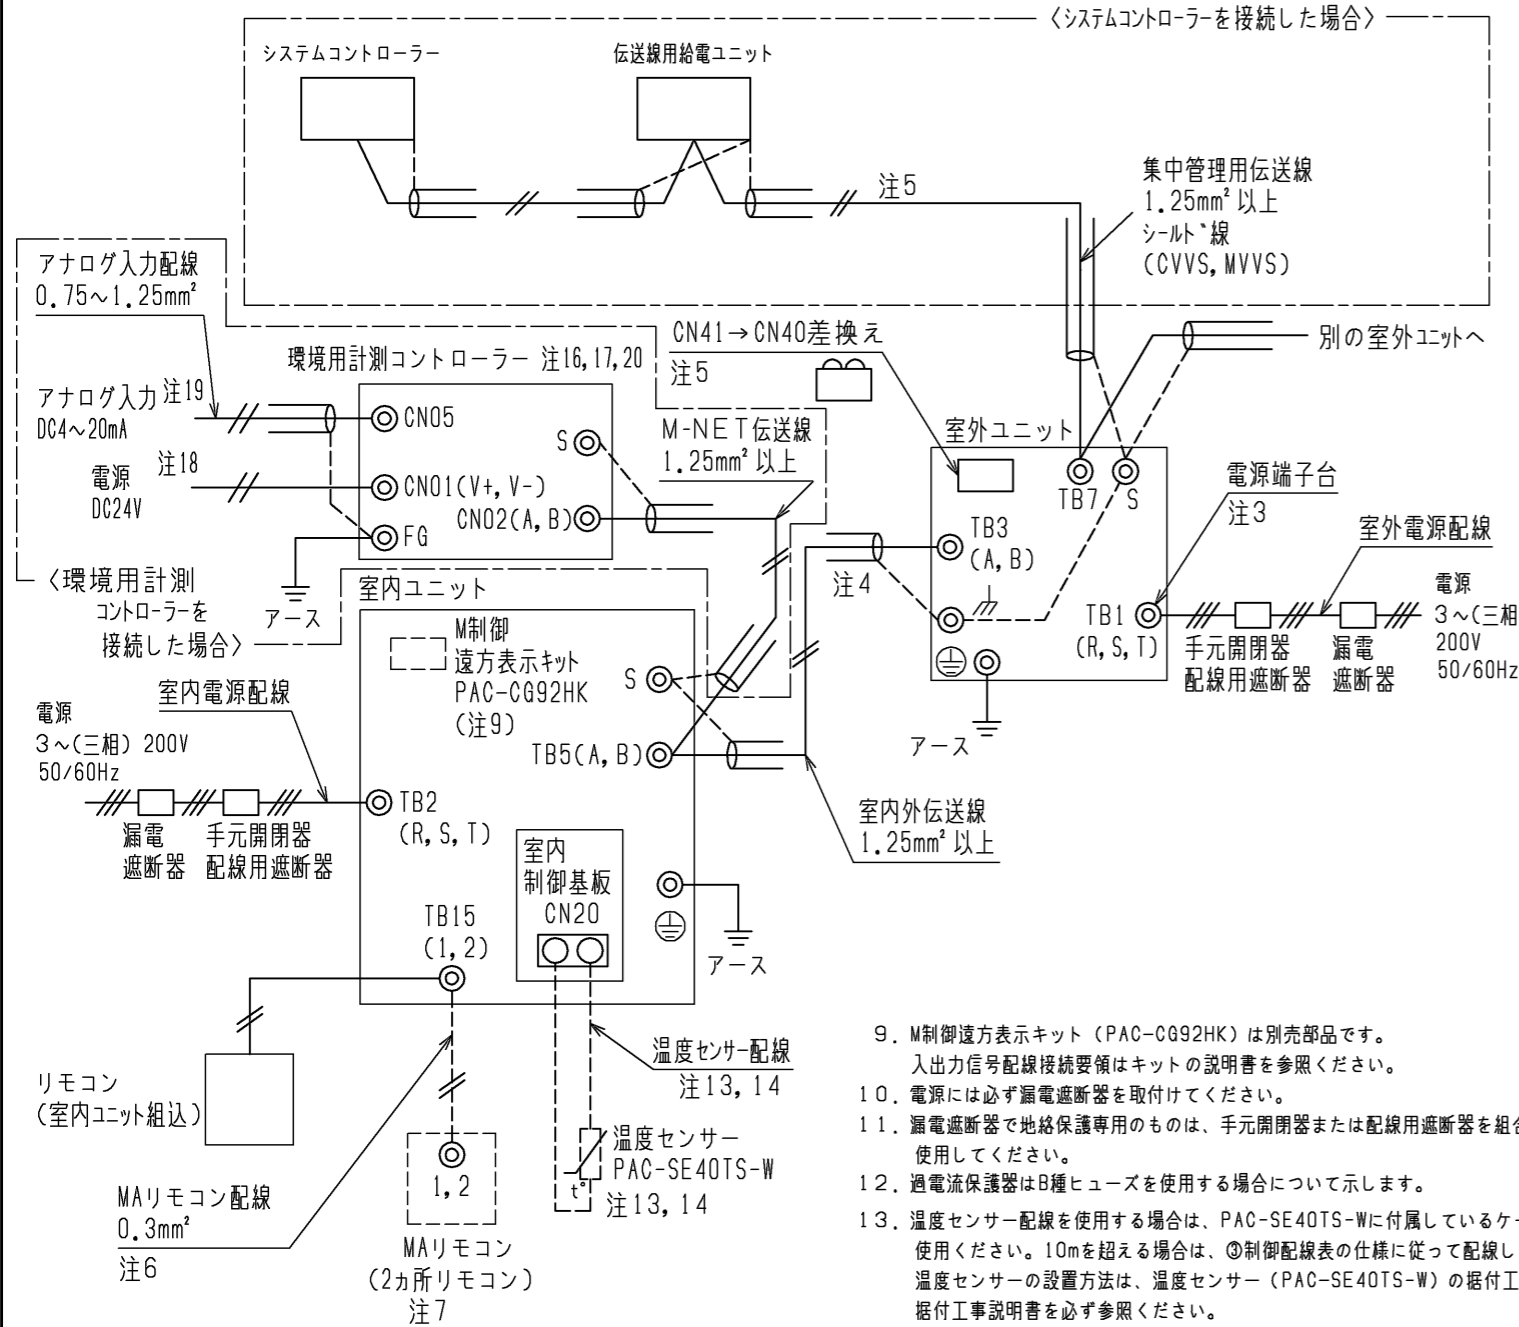 〈システムコントローラーを接続した場合〉
システムコントローラー
伝送線用給電ユニット
注5
集中管理用伝送線
1.25mm²以上
シールド線
(CVVS,MVVS)
アナログ入力配線
0.75~1.25mm²
環境用計測コントローラー 注16,17,20
CN41→CN40差換え
注5
別の室外ユニットへ
アナログ入力 注19
DC4~20mA
CN05
電源 注18
DC24V
CN01(V+,V-)
S
CN02(A,B)
FG
アース
M-NET伝送線
1.25mm²以上
〈環境用計測
コントローラーを
接続した場合〉
室外ユニット
TB7
S
TB3
(A,B)
注4
電源端子台
注3
室外電源配線
TB1
(R,S,T)
手元開閉器
配線用遮断器
漏電
遮断器
電源
3~(三相
200V
50/60Hz
アース
室内ユニット
M制御
遠方表示キット
PAC-CG92HK
(注9)
S
TB5(A,B)
室内電源配線
電源
3~(三相) 200V
50/60Hz
漏電
遮断器
手元開閉器
配線用遮断器
TB2
(R,S,T)
室内外伝送線
1.25mm²以上
室内
制御基板
CN20
アース
TB15
(1,2)
リモコン
(室内ユニット組込)
温度センサー配線
注13,14
温度センサー
PAC-SE40TS-W
注13,14
t°
1,2
MAリモコン
(2ヵ所リモコン)
注7
MAリモコン配線
0.3mm²
注6
9. M制御遠方表示キット(PAC-CG92HK)は別売部品です。
入出力信号配線接続要領はキットの説明書を参照ください。
10. 電源には必ず漏電遮断器を取付けてください。
11. 漏電遮断器で地絡保護専用のものは、手元開閉器または配線用遮断器を組合
使用してください。
12. 過電流保護器はB種ヒューズを使用する場合について示します。
13. 温度センサー配線を使用する場合は、PAC-SE40TS-Wに付属しているケー
使用ください。10mを超える場合は、③制御配線表の仕様に従って配線し
温度センサーの設置方法は、温度センサー(PAC-SE40TS-W)の据付工
据付工事説明書を必ず参照ください。